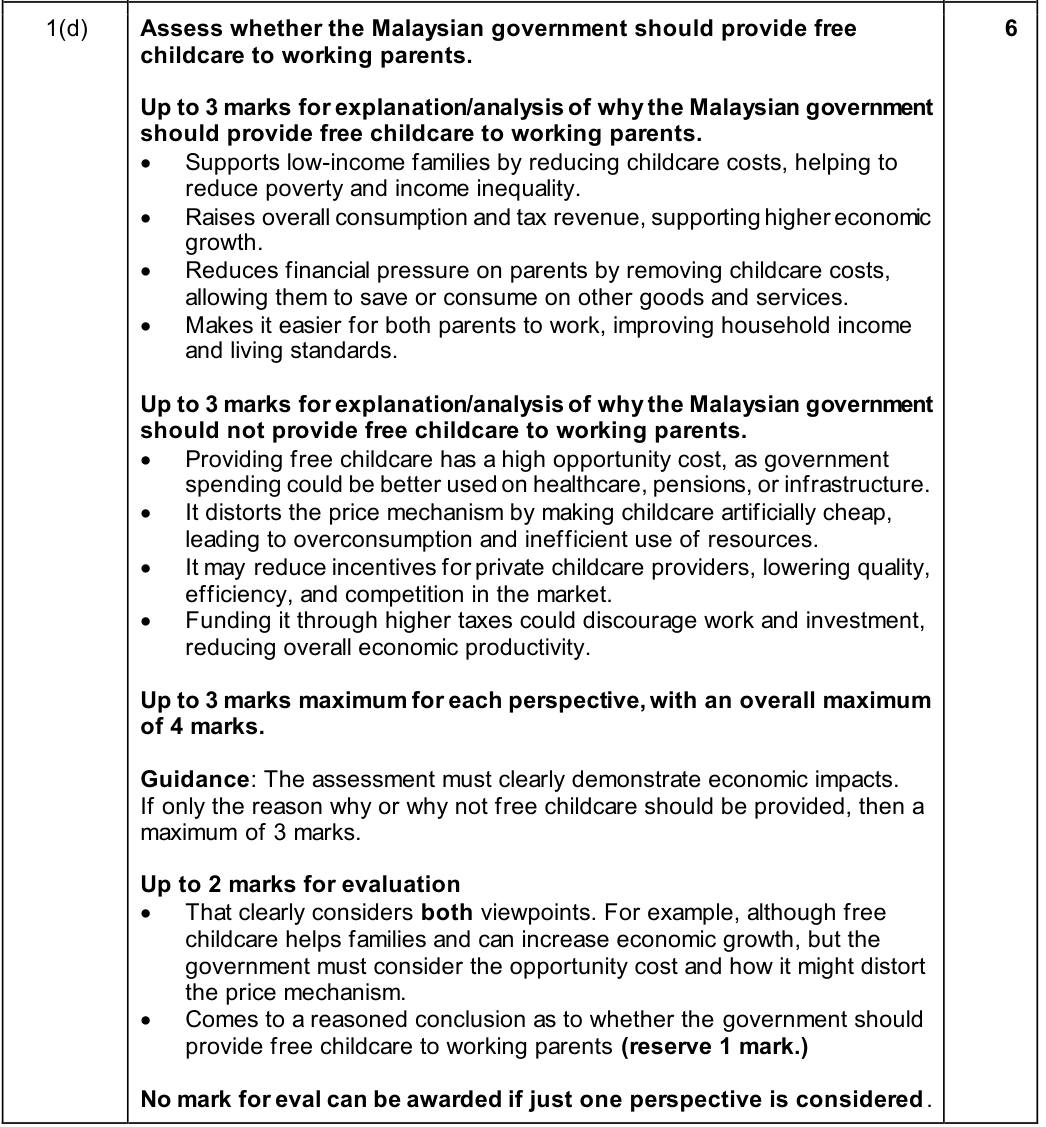 1(d) Assess whether the Malaysian government should provide free 6
childcare to working parents.
Up to 3 marks for explanation/analysis of why the Malaysian government
should provide free childcare to working parents.
• Supports low-income families by reducing childcare costs, helping to
reduce poverty and income inequality.
• Raises overall consumption and tax revenue, supporting higher economic
growth.
• Reduces financial pressure on parents by removing childcare costs,
allowing them to save or consume on other goods and services.
• Makes it easier for both parents to work, improving household income
and living standards.
Up to 3 marks for explanation/analysis of why the Malaysian government
should not provide free childcare to working parents.
• Providing free childcare has a high opportunity cost, as government
spending could be better used on healthcare, pensions, or infrastructure.
• It distorts the price mechanism by making childcare artificially cheap,
leading to overconsumption and inefficient use of resources.
• It may reduce incentives for private childcare providers, lowering quality,
efficiency, and competition in the market.
• Funding it through higher taxes could discourage work and investment,
reducing overall economic productivity.
Up to 3 marks maximum for each perspective, with an overall maximum
of 4 marks.
Guidance: The assessment must clearly demonstrate economic impacts.
If only the reason why or why not free childcare should be provided, then a
maximum of 3 marks.
Up to 2 marks for evaluation
• That clearly considers both viewpoints. For example, although free
childcare helps families and can increase economic growth, but the
government must consider the opportunity cost and how it might distort
the price mechanism.
• Comes to a reasoned conclusion as to whether the government should
provide free childcare to working parents (reserve 1 mark.)
No mark for eval can be awarded if just one perspective is considered.